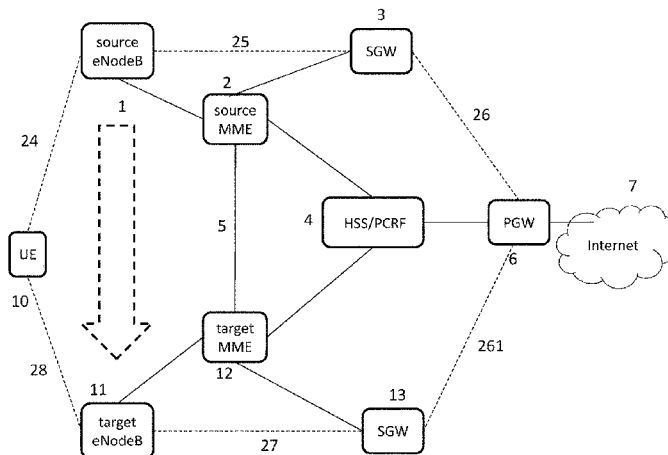 3
source
eNodeB
25
SGW
1
2
source
MME
24
26
7
5
4
HSS/PCRF
PGW
Internet
UE
6
10
target
MME
28
12
261
11
13
target
eNodeB
27
SGW